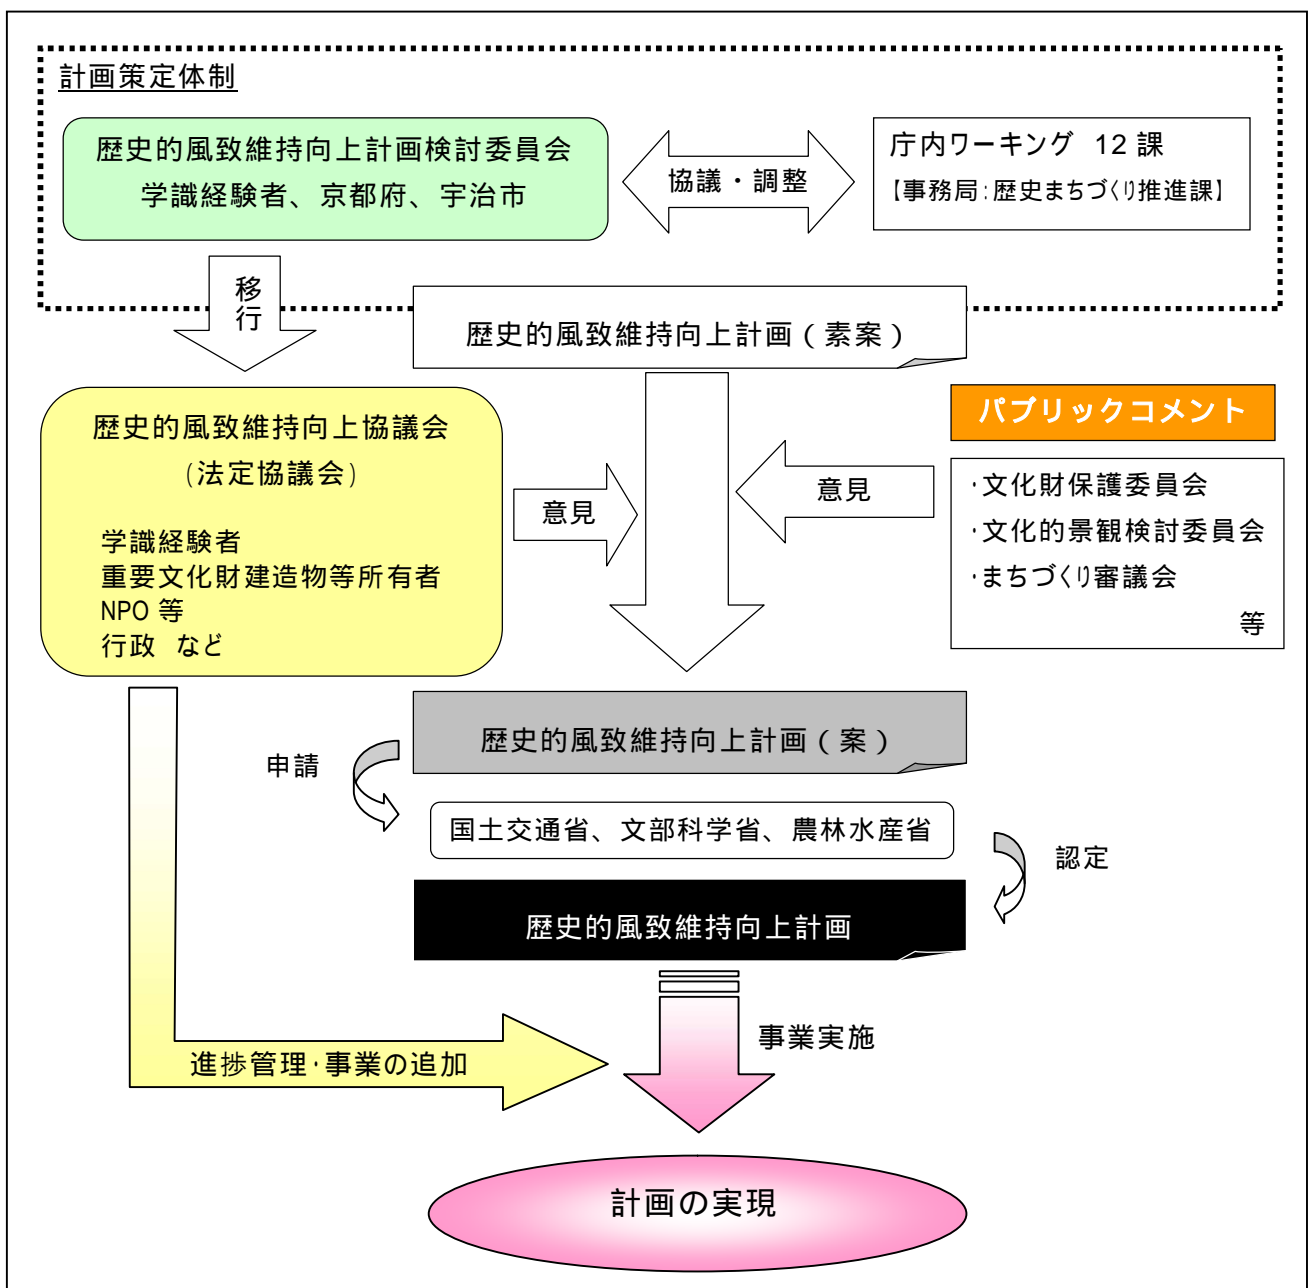 計画策定体制
歴史的風致維持向上計画検討委員会
学識経験者、京都府、宇治市
協議・調整
庁内ワーキング 12 課
【事務局:歴史まちづくり推進課】
移行
歴史的風致維持向上計画（素案）
歴史的風致維持向上協議会
(法定協議会)
学識経験者
重要文化財建造物等所有者
NPO 等
行政 など
意見
意見
パブリックコメント
・文化財保護委員会
・文化的景観検討委員会
・まちづくり審議会
等
歴史的風致維持向上計画（案）
申請
国土交通省、文部科学省、農林水産省
認定
歴史的風致維持向上計画
事業実施
進捗管理・事業の追加
計画の実現